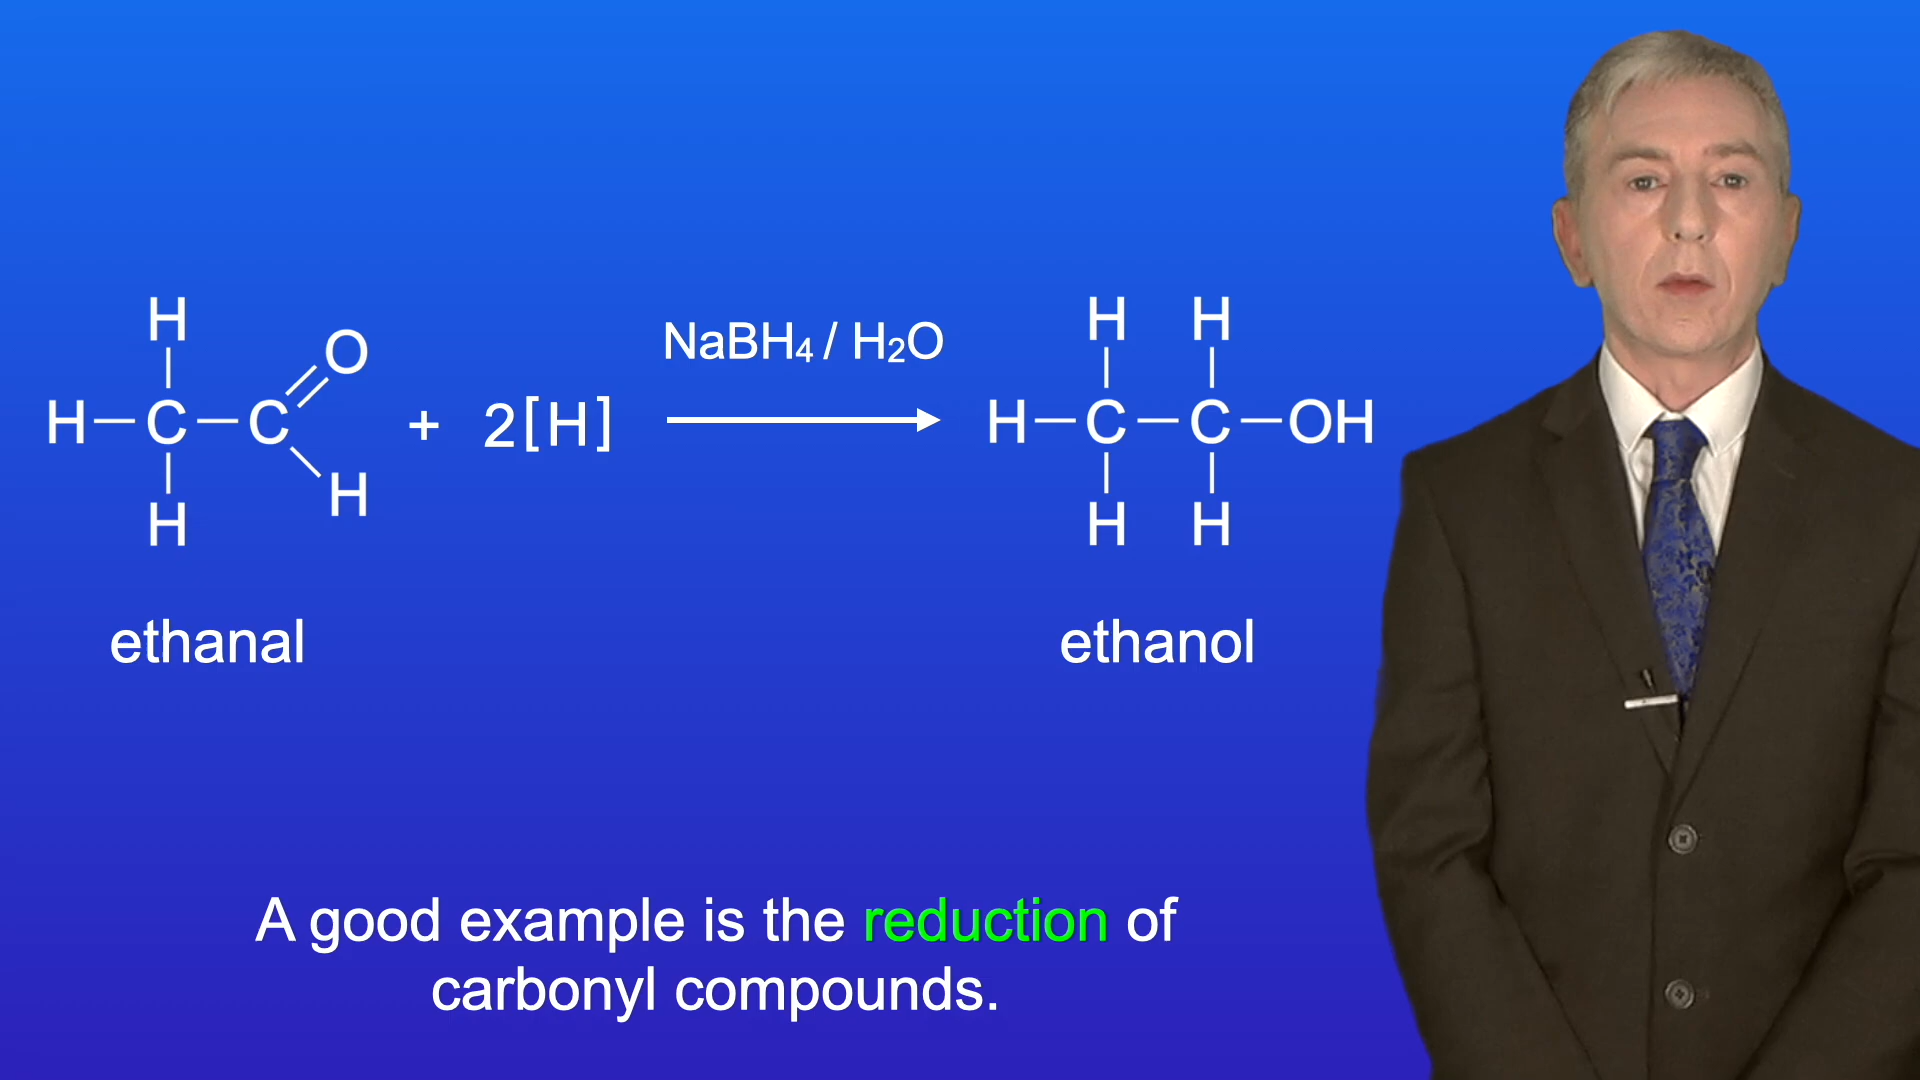 H H H
O
NaBH₄ / H₂O
H–C–C + 2[H] H–C–C–OH
H
H H H
ethanal ethanol
A good example is the reduction of
carbonyl compounds.